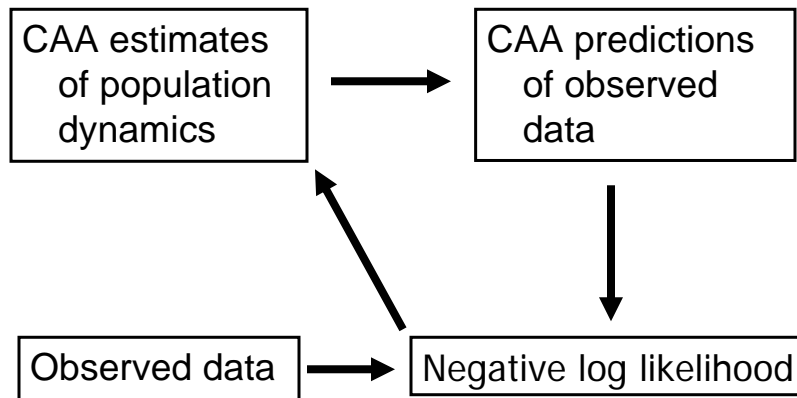 CAA estimates
of population
dynamics
CAA predictions
of observed
data
Observed data
Negative log likelihood